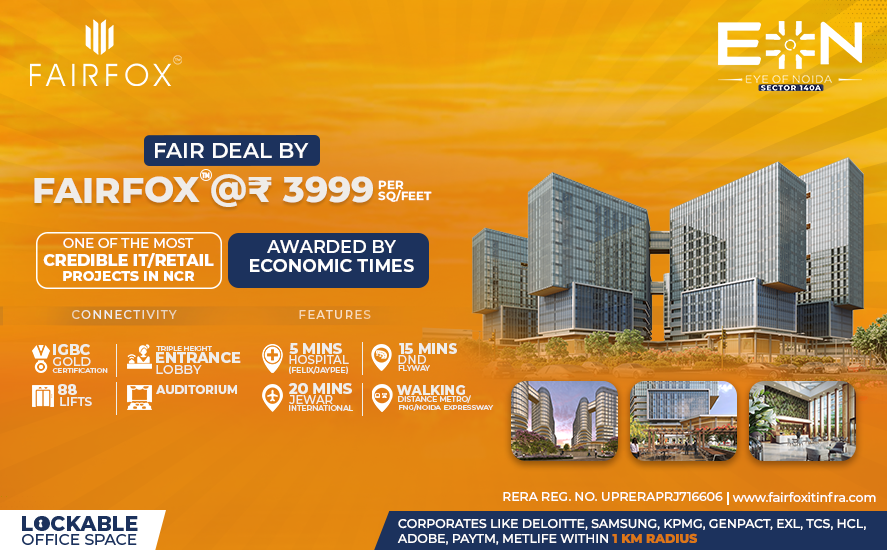 FAIRFOX
TM
EON
EYE OF NOIDA
SECTOR 140A
FAIR DEAL BY
FAIRFOX™@₹ 3999 PER
SQ/FEET
ONE OF THE MOST
CREDIBLE IT/RETAIL
PROJECTS IN NCR
AWARDED BY
ECONOMIC TIMES
CONNECTIVITY
IGBC
GOLD
CERTIFICATION
TRIPLE HEIGHT
ENTRANCE
LOBBY
88
LIFTS
AUDITORIUM
FEATURES
5 MINS
HOSPITAL
(FELIX/JAYPEE)
15 MINS
DND
FLYWAY
20 MINS
JEWAR
INTERNATIONAL
WALKING
DISTANCE METRO/
FNG/NOIDA EXPRESSWAY
RERA REG. NO. UPRERAPRJ716606 | www.fairfoxitinfra.com
LOCKABLE
OFFICE SPACE
CORPORATES LIKE DELOITTE, SAMSUNG, KPMG, GENPACT, EXL, TCS, HCL,
ADOBE, PAYTM, METLIFE WITHIN 1 KM RADIUS